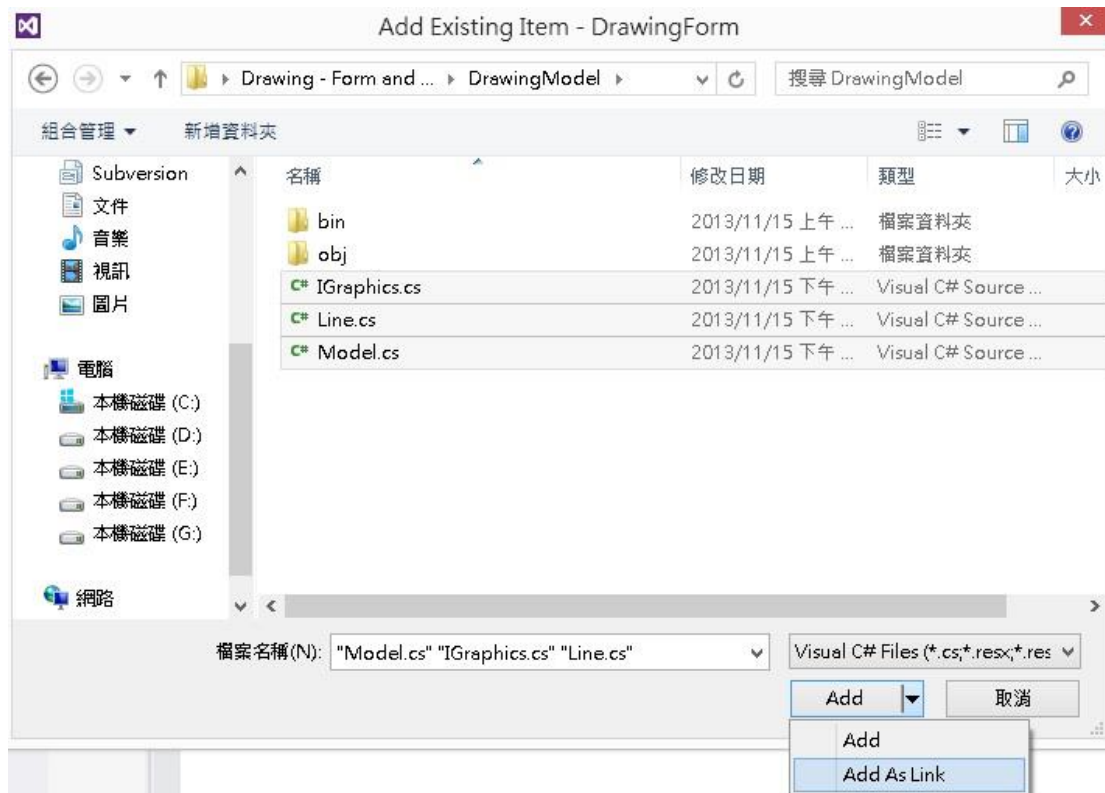 Add Existing Item - DrawingForm
Drawing - Form and ... DrawingModel
搜尋 DrawingModel
組合管理 新增資料夾
名稱 修改日期 類型 大小
Subversion
文件
音樂
視訊
圖片
電腦
本機磁碟 (C:)
本機磁碟 (D:)
本機磁碟 (E:)
本機磁碟 (F:)
本機磁碟 (G:)
網路
bin 2013/11/15 上午 ... 檔案資料夾
obj 2013/11/15 上午 ... 檔案資料夾
C# IGraphics.cs 2013/11/15 下午 ... Visual C# Source ...
C# Line.cs 2013/11/15 下午 ... Visual C# Source ...
C# Model.cs 2013/11/15 下午 ... Visual C# Source ...
檔案名稱(N): "Model.cs" "IGraphics.cs" "Line.cs" Visual C# Files (*.cs;*.resx;*.res
Add 取消
Add
Add As Link